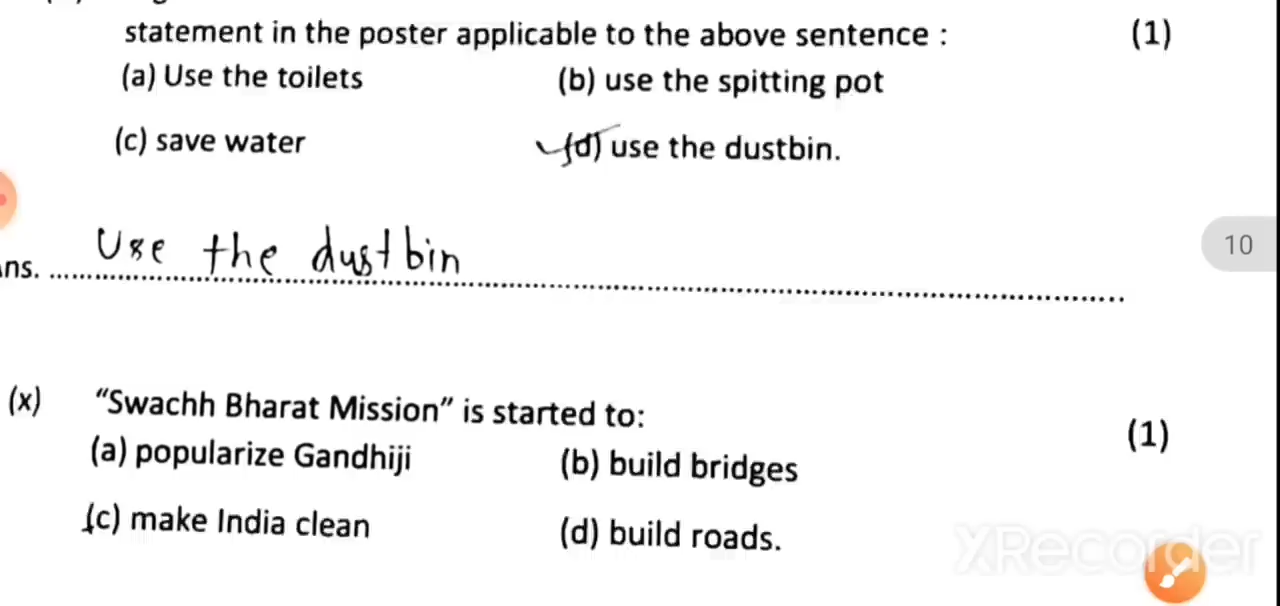 statement in the poster applicable to the above sentence : (1)
(a) Use the toilets (b) use the spitting pot
(c) save water (d) use the dustbin.
Use the dustbin
ns. ........................................................................
10
(x) "Swachh Bharat Mission" is started to: (1)
(a) popularize Gandhiji (b) build bridges
(c) make India clean (d) build roads.
XRecorder